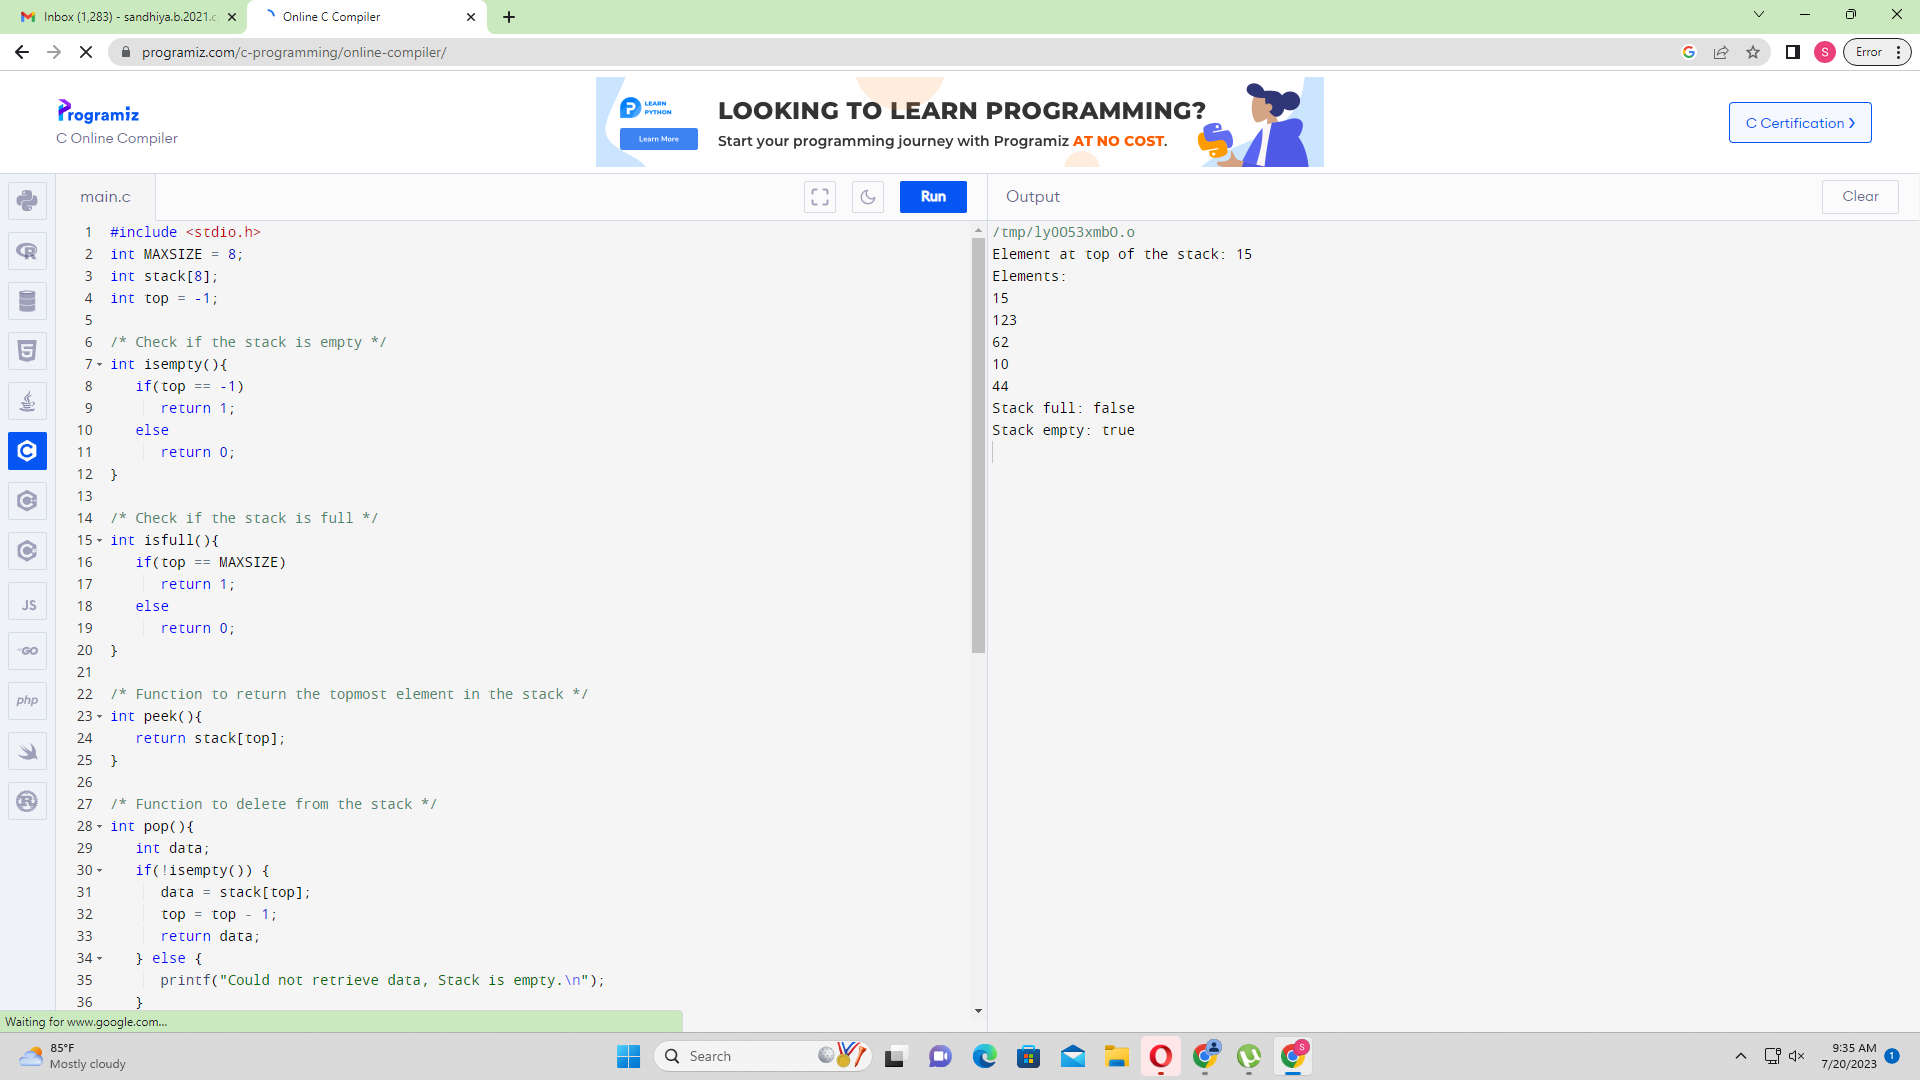 Inbox (1,283) - sandhiya.b.2021.c
Online C Compiler
programiz.com/c-programming/online-compiler/
S
Error
Programiz
C Online Compiler
LEARN
PYTHON
Learn More
LOOKING TO LEARN PROGRAMMING?
Start your programming journey with Programiz AT NO COST.
C Certification >
main.c
Run
Output
Clear
1 #include <stdio.h>
2 int MAXSIZE = 8;
3 int stack[8];
4 int top = -1;
5
6 /* Check if the stack is empty */
7 int isempty(){
8 if(top == -1)
9 return 1;
10 else
11 return 0;
12 }
13
14 /* Check if the stack is full */
15 int isfull(){
16 if(top == MAXSIZE)
17 return 1;
18 else
19 return 0;
20 }
21
22 /* Function to return the topmost element in the stack */
23 int peek(){
24 return stack[top];
25 }
26
27 /* Function to delete from the stack */
28 int pop(){
29 int data;
30 if(!isempty()) {
31 data = stack[top];
32 top = top - 1;
33 return data;
34 } else {
35 printf("Could not retrieve data, Stack is empty.\n");
36 }
/tmp/lyOO53xmbO.o
Element at top of the stack: 15
Elements:
15
123
62
10
44
Stack full: false
Stack empty: true
JS
GO
php
Waiting for www.google.com...
85°F
Mostly cloudy
Search
S
9:35 AM
7/20/2023
1